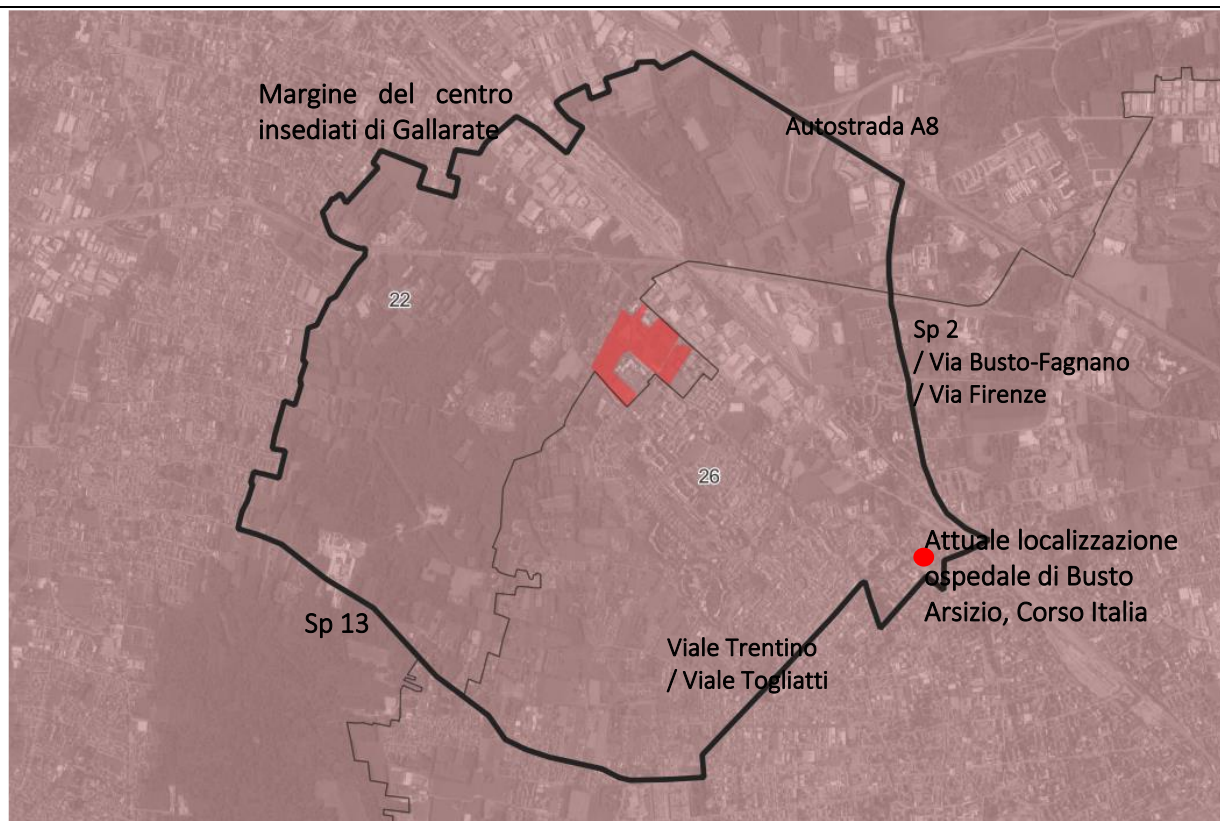 Margine del centro
insediati di Gallarate
Autostrada A8
22
Sp 2
/ Via Busto-Fagnano
/ Via Firenze
26
Attuale localizzazione
ospedale di Busto
Arsizio, Corso Italia
Sp 13
Viale Trentino
/ Viale Togliatti